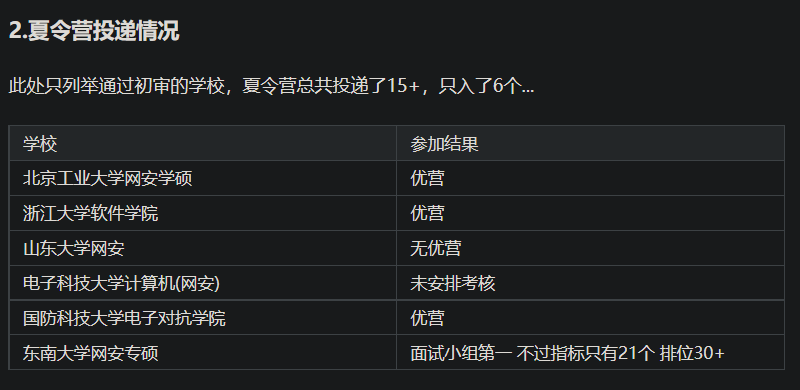 2.夏令营投递情况
此处只列举通过初审的学校，夏令营总共投递了15+，只入了6个...
学校 参加结果
北京工业大学网安学硕 优营
浙江大学软件学院 优营
山东大学网安 无优营
电子科技大学计算机(网安) 未安排考核
国防科技大学电子对抗学院 优营
东南大学网安专硕 面试小组第一 不过指标只有21个 排位30+